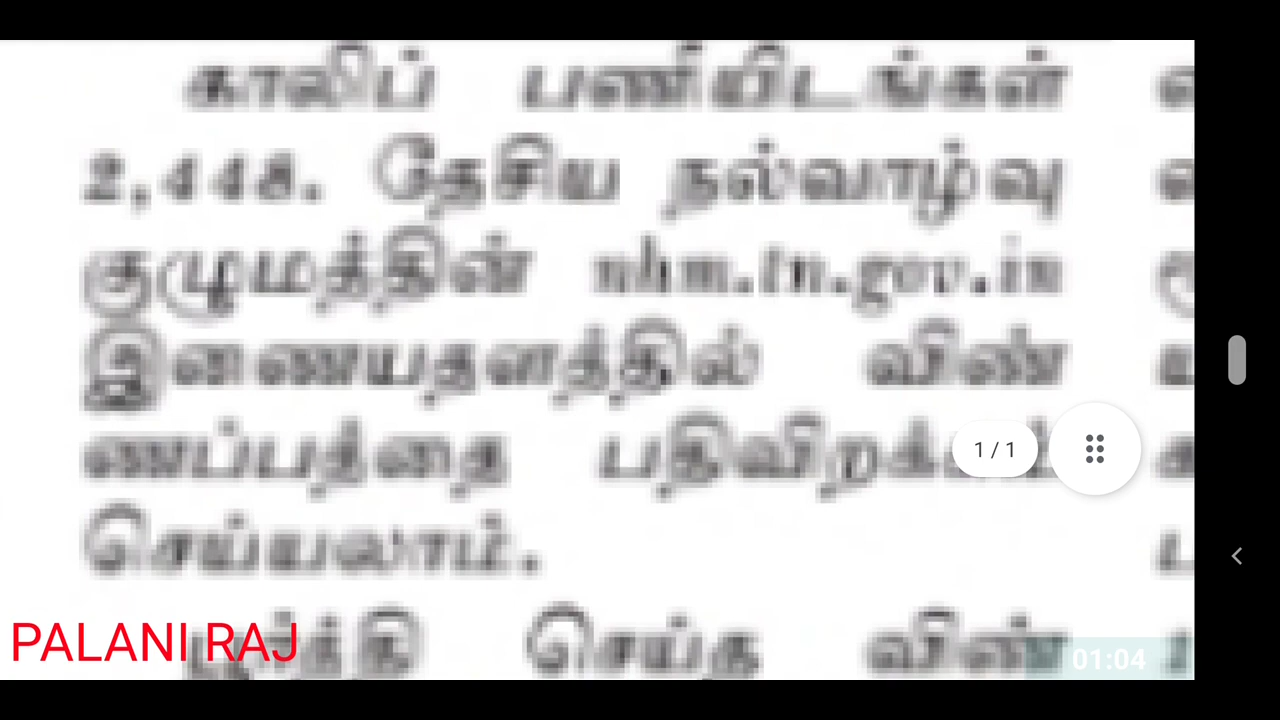 காலிப் பணியிடங்கள்
2,448. தேசிய நல்வாழ்வு
குழுமத்தின் nhm.tn.gov.in
இணையதளத்தில் விண்
ணப்பத்தை பதிவிறக்கம்
செய்யலாம்.
பூர்த்தி செய்த விண்
1 / 1
PALANI RAJ
01:04